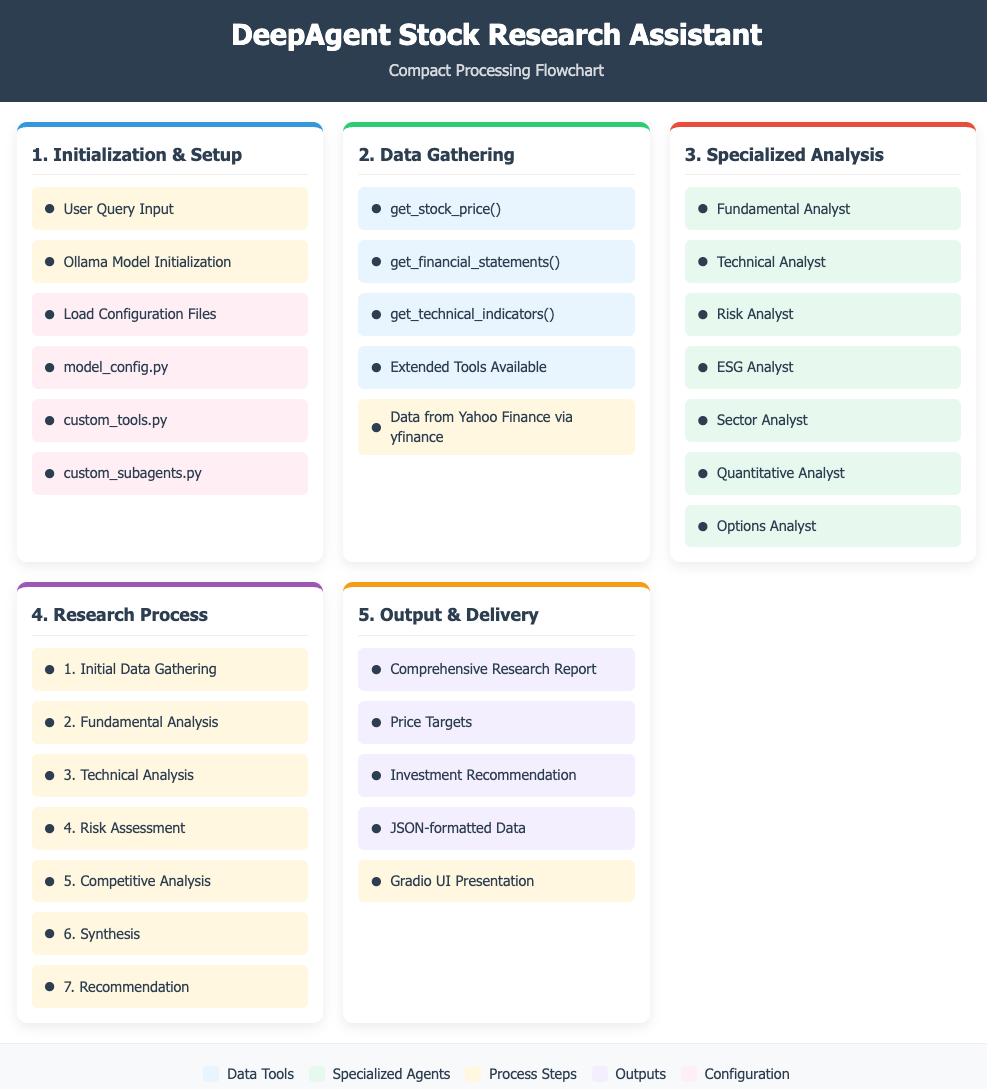 DeepAgent Stock Research Assistant
Compact Processing Flowchart
1. Initialization & Setup
User Query Input
Ollama Model Initialization
Load Configuration Files
model_config.py
custom_tools.py
custom_subagents.py
2. Data Gathering
get_stock_price()
get_financial_statements()
get_technical_indicators()
Extended Tools Available
Data from Yahoo Finance via
yfinance
3. Specialized Analysis
Fundamental Analyst
Technical Analyst
Risk Analyst
ESG Analyst
Sector Analyst
Quantitative Analyst
Options Analyst
4. Research Process
1. Initial Data Gathering
2. Fundamental Analysis
3. Technical Analysis
4. Risk Assessment
5. Competitive Analysis
6. Synthesis
7. Recommendation
5. Output & Delivery
Comprehensive Research Report
Price Targets
Investment Recommendation
JSON-formatted Data
Gradio UI Presentation
Data Tools Specialized Agents Process Steps Outputs Configuration